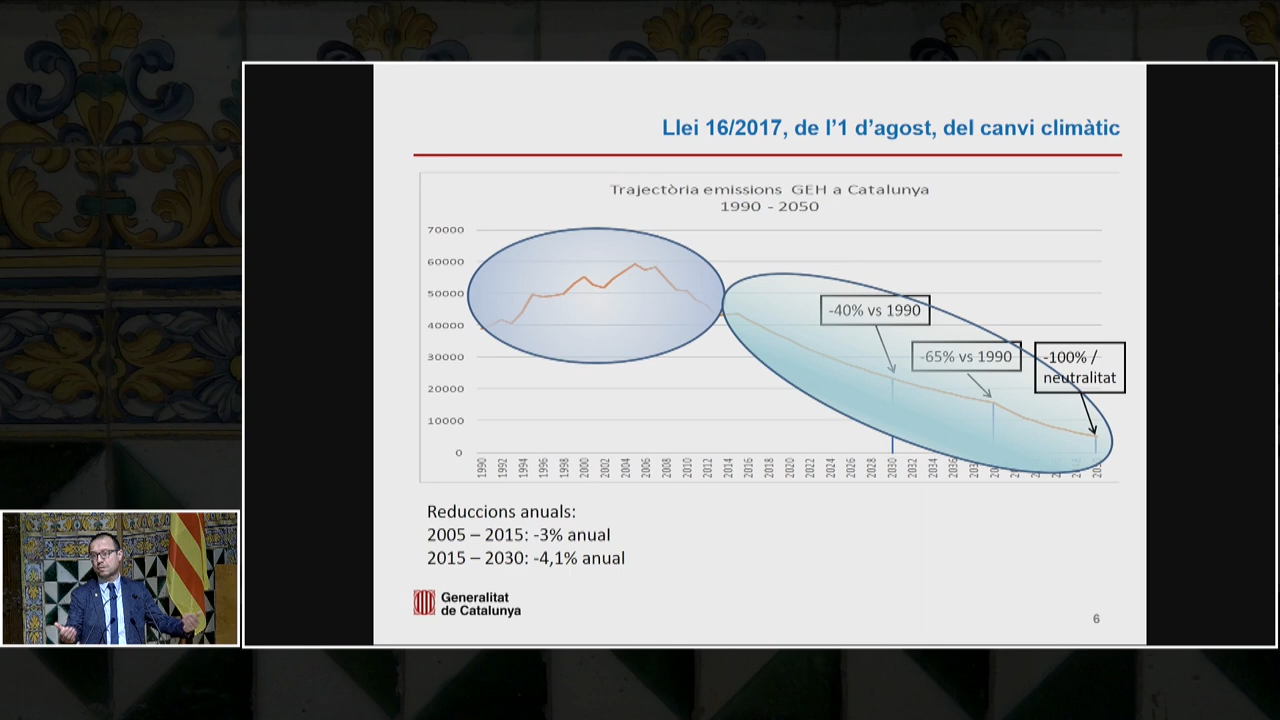 Llei 16/2017, de l'1 d'agost, del canvi climàtic
Trajectòria emissions GEH a Catalunya
1990 - 2050
70000
60000
50000
40000
30000
20000
10000
0
-40% vs 1990
-65% vs 1990
-100% /
neutralitat
1990 1992 1994 1996 1998 2000 2002 2004 2006 2008 2010 2012 2014 2016 2018 2020 2022 2024 2026 2028 2030 2032 2034 2036
Reduccions anuals:
2005 – 2015: -3% anual
2015 – 2030: -4,1% anual
Generalitat
de Catalunya
6